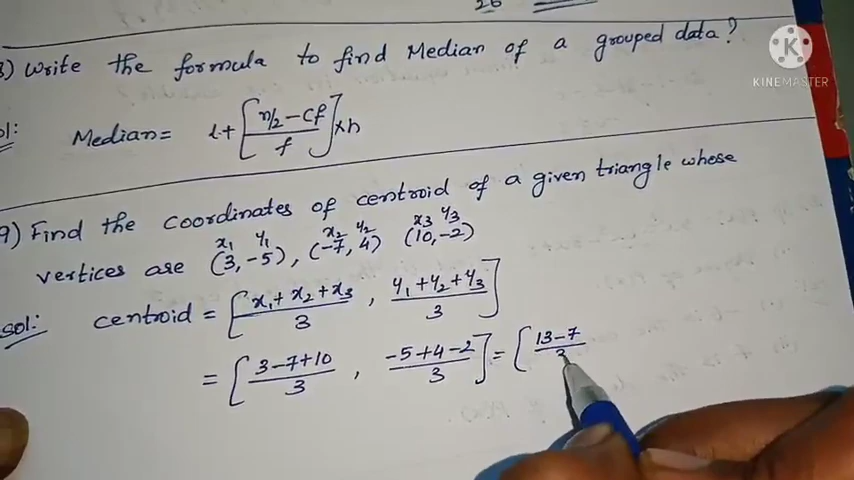 26
8) Write the formula to find Median of a grouped data?
Sol: Median= l+[n/2-cf/f]×h
9) Find the coordinates of centroid of a given triangle whose
x1 y1 x2 y2 x3 y3
vertices are (3,-5), (-7, 4) (10,-2)
Sol: centroid = [x1+x2+x3/3 , y1+y2+y3/3]
= [3-7+10/3 , -5+4-2/3] = [13-7/3
K
KINEMASTER